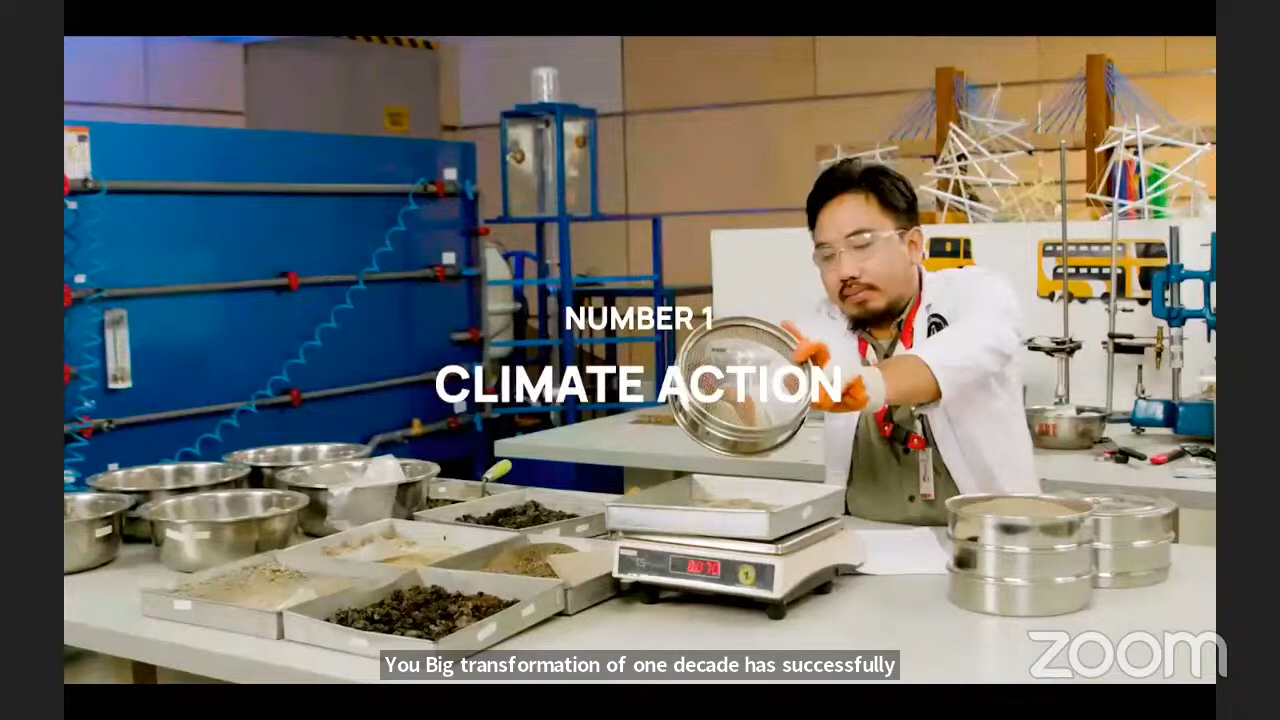 NUMBER 1
CLIMATE ACTION
You Big transformation of one decade has successfully
zoom